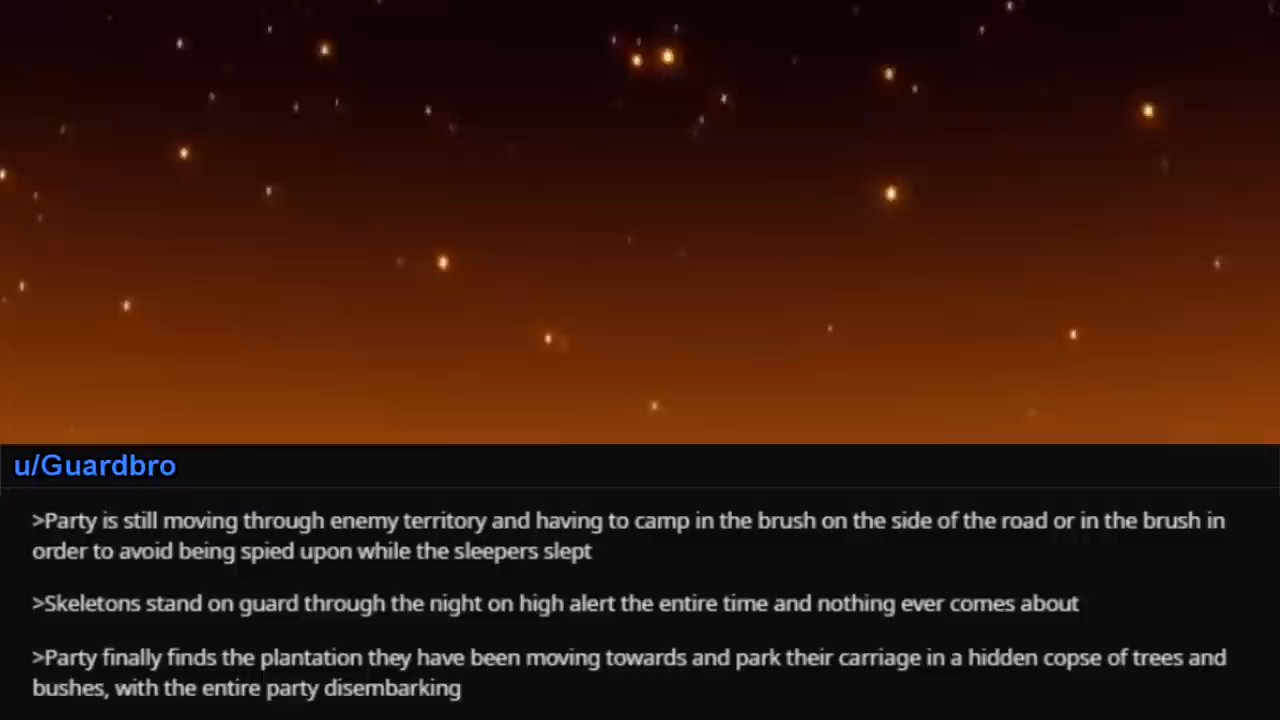 u/Guardbro
>Party is still moving through enemy territory and having to camp in the brush on the side of the road or in the brush in
order to avoid being spied upon while the sleepers slept
>Skeletons stand on guard through the night on high alert the entire time and nothing ever comes about
>Party finally finds the plantation they have been moving towards and park their carriage in a hidden copse of trees and
bushes, with the entire party disembarking